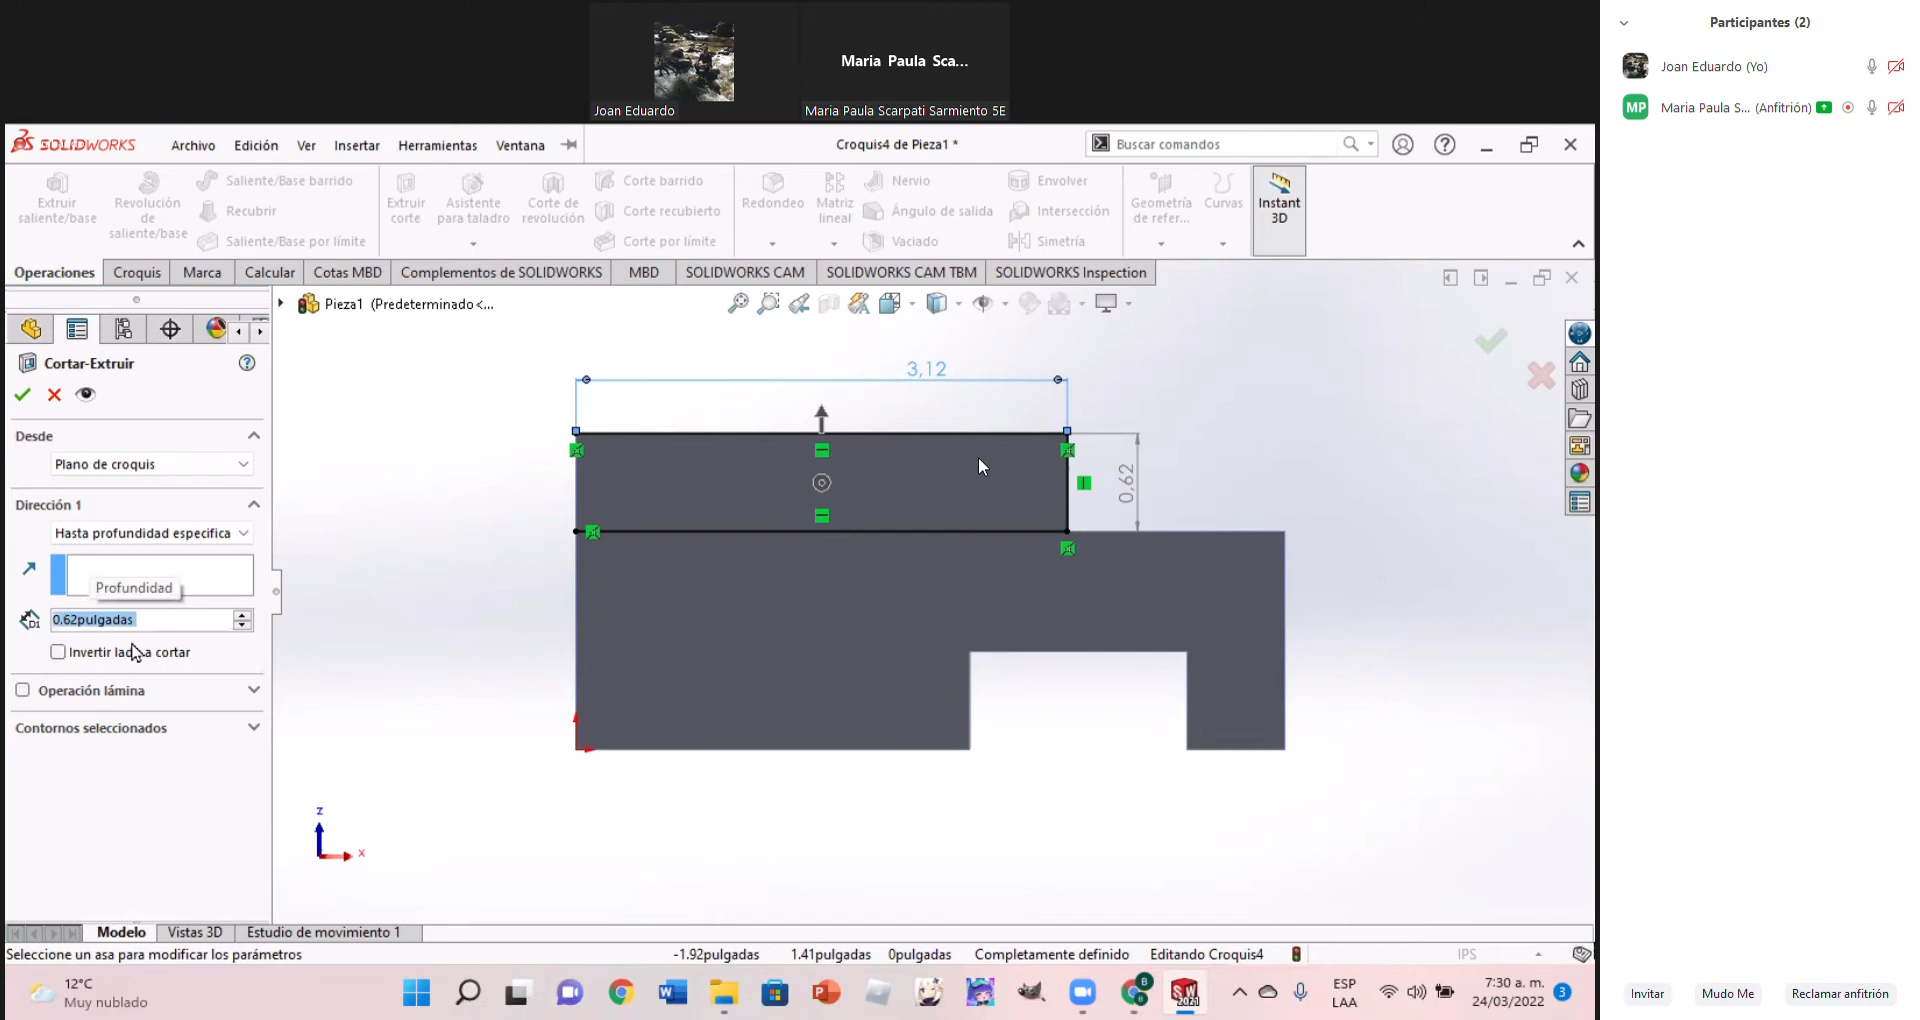 Maria Paula Sca...
Joan Eduardo
Maria Paula Scarpati Sarmiento 5E
Participantes (2)
Joan Eduardo (Yo)
MP
Maria Paula S... (Anfitrión)
SOLIDWORKS
Archivo
Edición
Ver
Insertar
Herramientas
Ventana
Croquis4 de Pieza1 *
Buscar comandos
Extruir
saliente/base
Revolución
de
saliente/base
Saliente/Base barrido
Recubrir
Saliente/Base por límite
Extruir
corte
Asistente
para taladro
Corte de
revolución
Corte barrido
Corte recubierto
Corte por límite
Redondeo
Matriz
lineal
Nervio
Ángulo de salida
Vaciado
Envolver
Intersección
Simetría
Geometría
de refer...
Curvas
Instant
3D
Operaciones
Croquis
Marca
Calcular
Cotas MBD
Complementos de SOLIDWORKS
MBD
SOLIDWORKS CAM
SOLIDWORKS CAM TBM
SOLIDWORKS Inspection
Pieza1 (Predeterminado<...
Cortar-Extruir
Desde
Plano de croquis
Dirección 1
Hasta profundidad especifica
Profundidad
D1
0.62pulgadas
Invertir lad a cortar
Operación lámina
Contornos seleccionados
3,12
0,62
z
x
Modelo
Vistas 3D
Estudio de movimiento 1
Seleccione un asa para modificar los parámetros
-1.92pulgadas
1.41pulgadas
0pulgadas
Completamente definido
Editando Croquis4
IPS
12°C
Muy nublado
ESP
LAA
7:30 a. m.
24/03/2022
3
Invitar
Mudo Me
Reclamar anfitrión